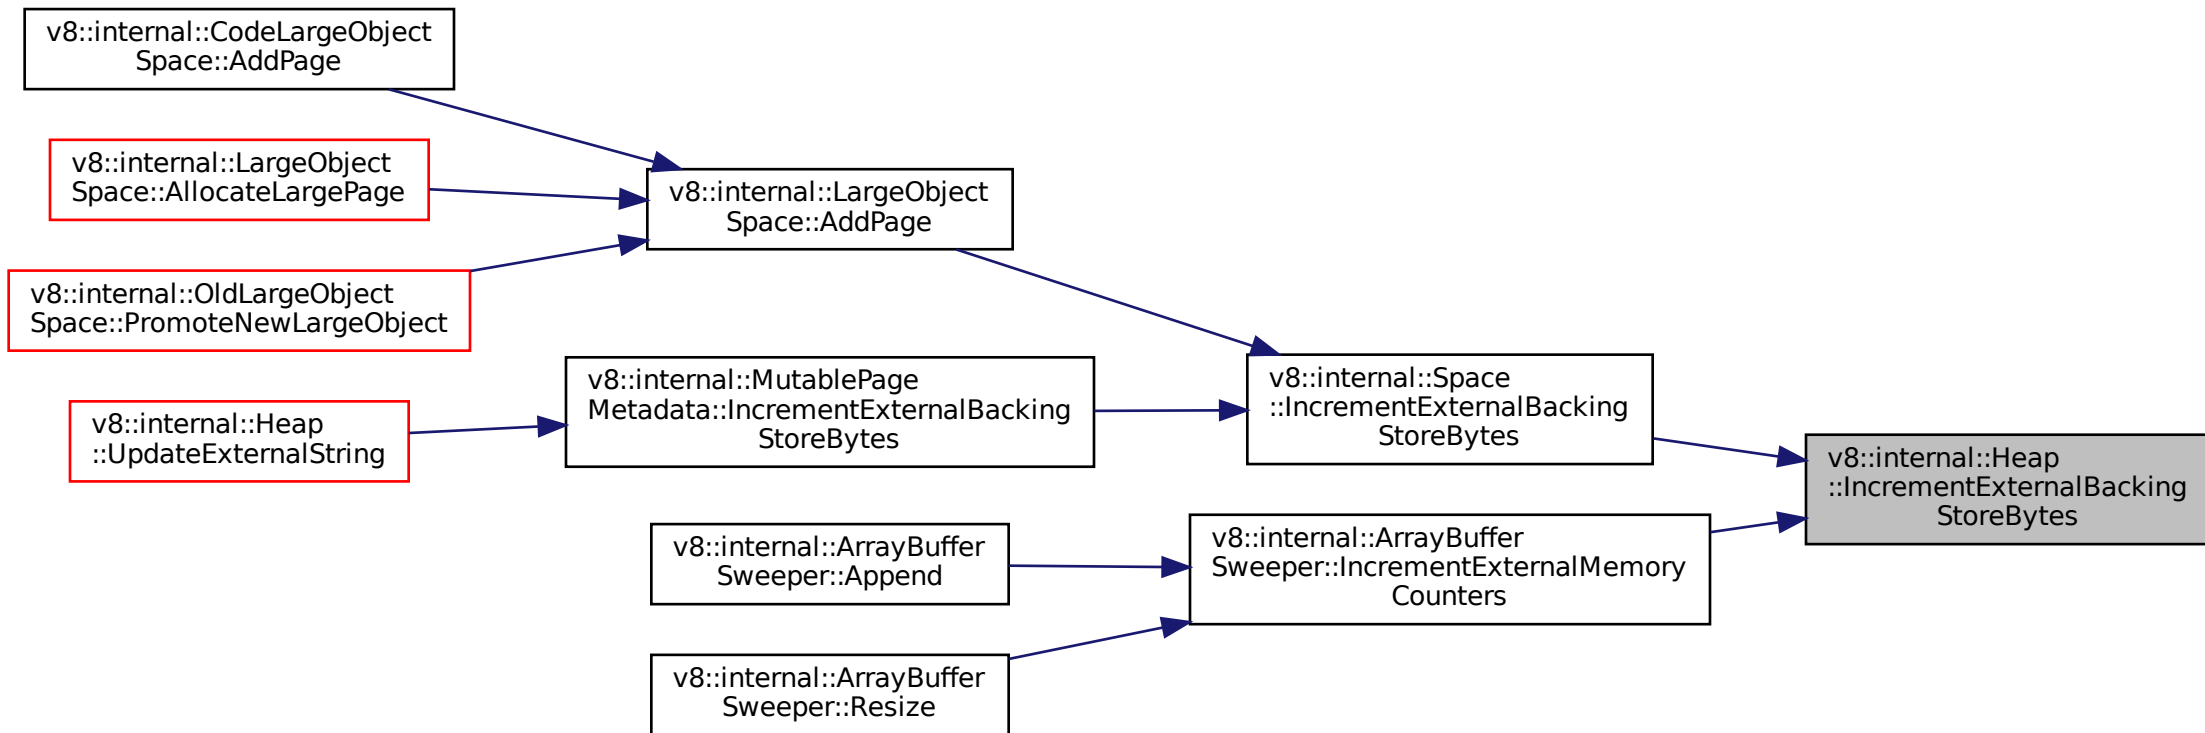 v8::internal::CodeLargeObject
Space::AddPage
v8::internal::LargeObject
Space::AllocateLargePage
v8::internal::OldLargeObject
Space::PromoteNewLargeObject
v8::internal::Heap
::UpdateExternalString
v8::internal::LargeObject
Space::AddPage
v8::internal::MutablePage
Metadata::IncrementExternalBacking
StoreBytes
v8::internal::ArrayBuffer
Sweeper::Append
v8::internal::ArrayBuffer
Sweeper::Resize
v8::internal::Space
::IncrementExternalBacking
StoreBytes
v8::internal::ArrayBuffer
Sweeper::IncrementExternalMemory
Counters
v8::internal::Heap
::IncrementExternalBacking
StoreBytes